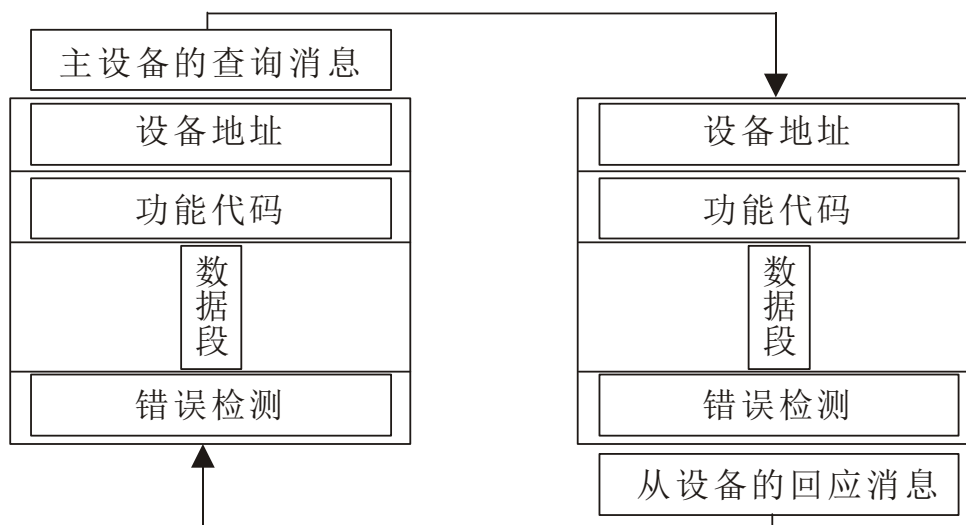 主设备的查询消息
设备地址
功能代码
数据段
错误检测
设备地址
功能代码
数据段
错误检测
从设备的回应消息